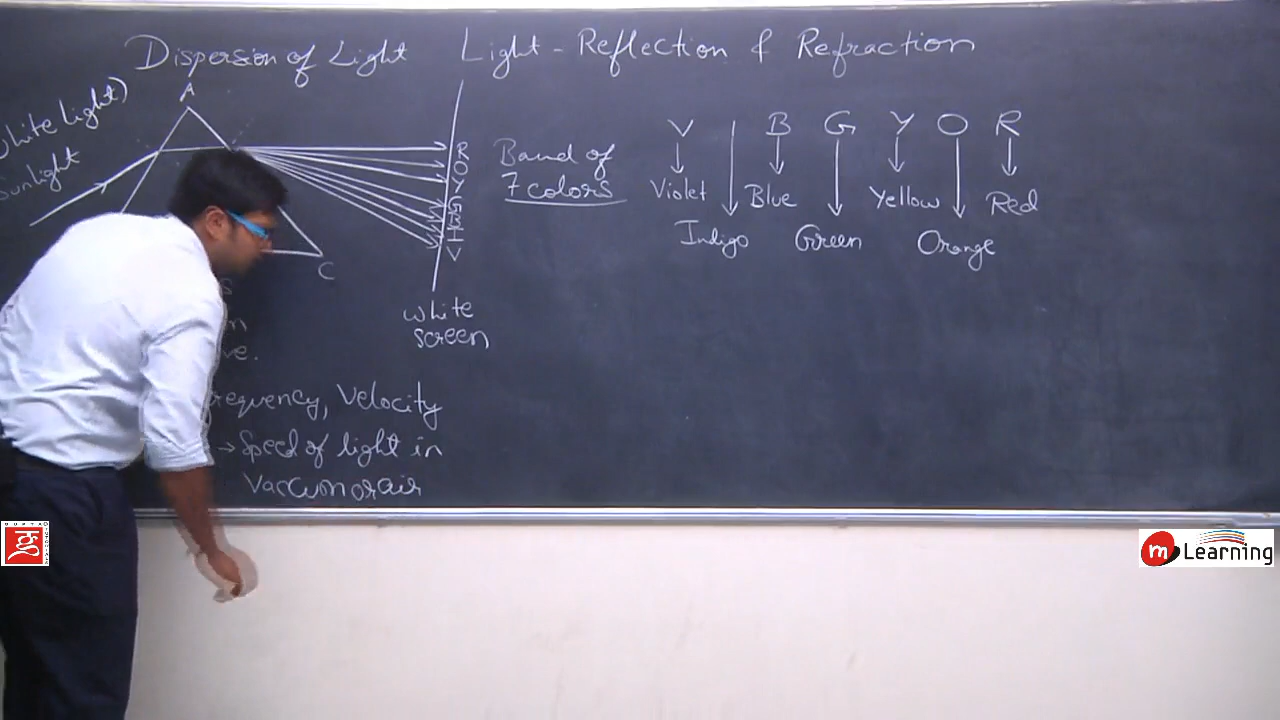 Dispersion of Light
Light - Reflection & Refraction
A
White light)
Sunlight
C
R
O
Y
G
B
I
V
White
screen
Band of
7 colors
V I B G Y O R
Violet Blue Yellow Red
Indigo Green Orange
ve.
requency, Velocity
→ Speed of light in
Vaccum or air
m Learning